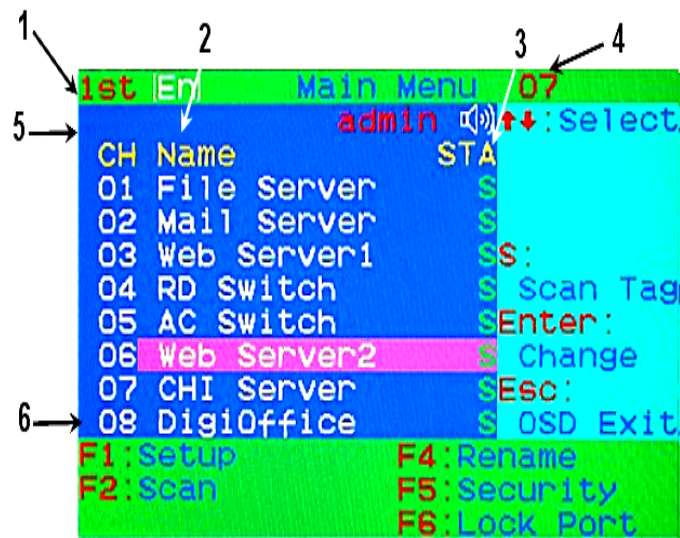 1 2 3 4
1st En Main Menu 07
5 admin ↑↓:Select
CH Name STA
01 File Server S
02 Mail Server S
03 Web Server1 S S:
04 RD Switch S Scan Tag
05 AC Switch S Enter:
06 Web Server2 S Change
07 CHI Server S Esc:
6 08 DigiOffice S OSD Exit
F1:Setup F4:Rename
F2:Scan F5:Security
F6:Lock Port